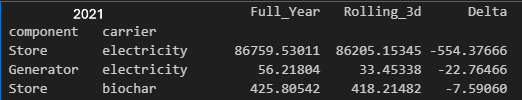 2021 Full_Year Rolling_3d Delta
component carrier
Store electricity 86759.53011 86205.15345 -554.37666
Generator electricity 56.21804 33.45338 -22.76466
Store biochar 425.80542 418.21482 -7.59060